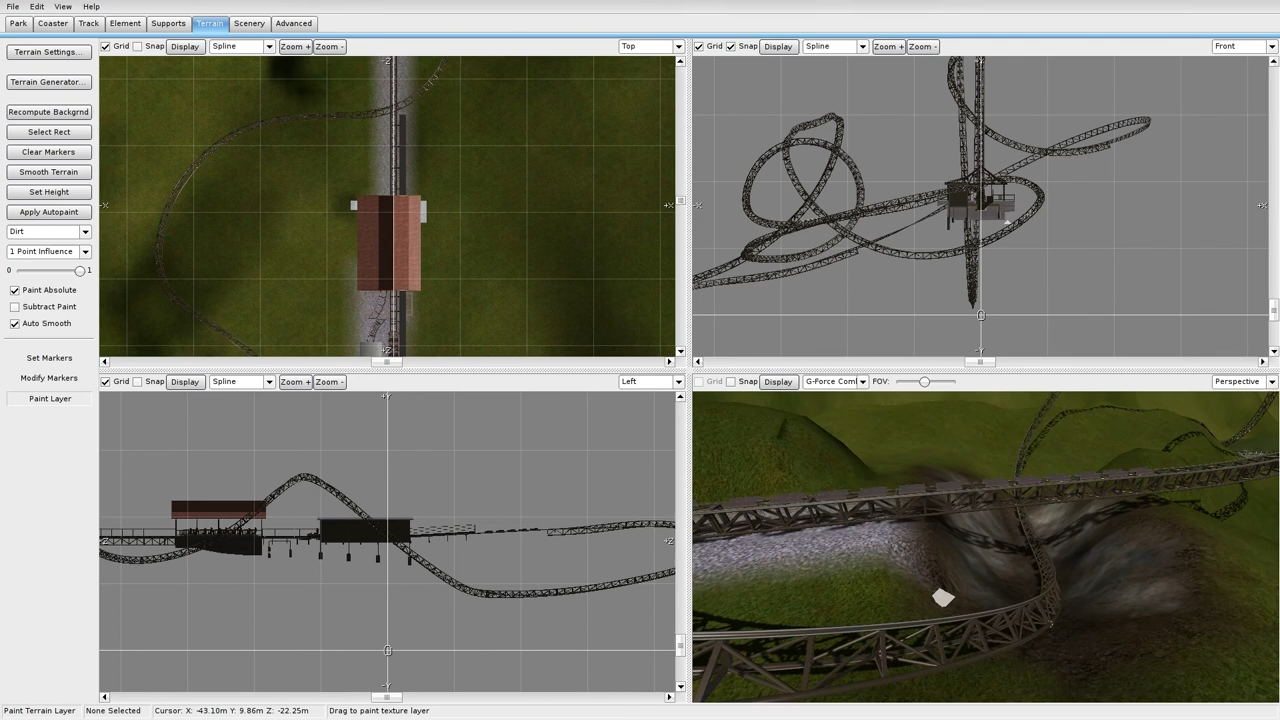 File Edit View Help
Park Coaster Track Element Supports Terrain Scenery Advanced
Terrain Settings...
Terrain Generator...
Recompute Backgrnd
Select Rect
Clear Markers
Smooth Terrain
Set Height
Apply Autopaint
Dirt
1 Point Influence
0 1
Paint Absolute
Subtract Paint
Auto Smooth
Set Markers
Modify Markers
Paint Layer
Grid Snap Display Spline Zoom + Zoom - Top
-Z
-X +X
+Z
Grid Snap Display Spline Zoom + Zoom - Front
-X +X
-Y
Grid Snap Display Spline Zoom + Zoom - Left
+Y
-Z +Z
-Y
Grid Snap Display G-Force Coml FOV: Perspective
Paint Terrain Layer None Selected Cursor: X: -43.10m Y: 9.86m Z: -22.25m Drag to paint texture layer